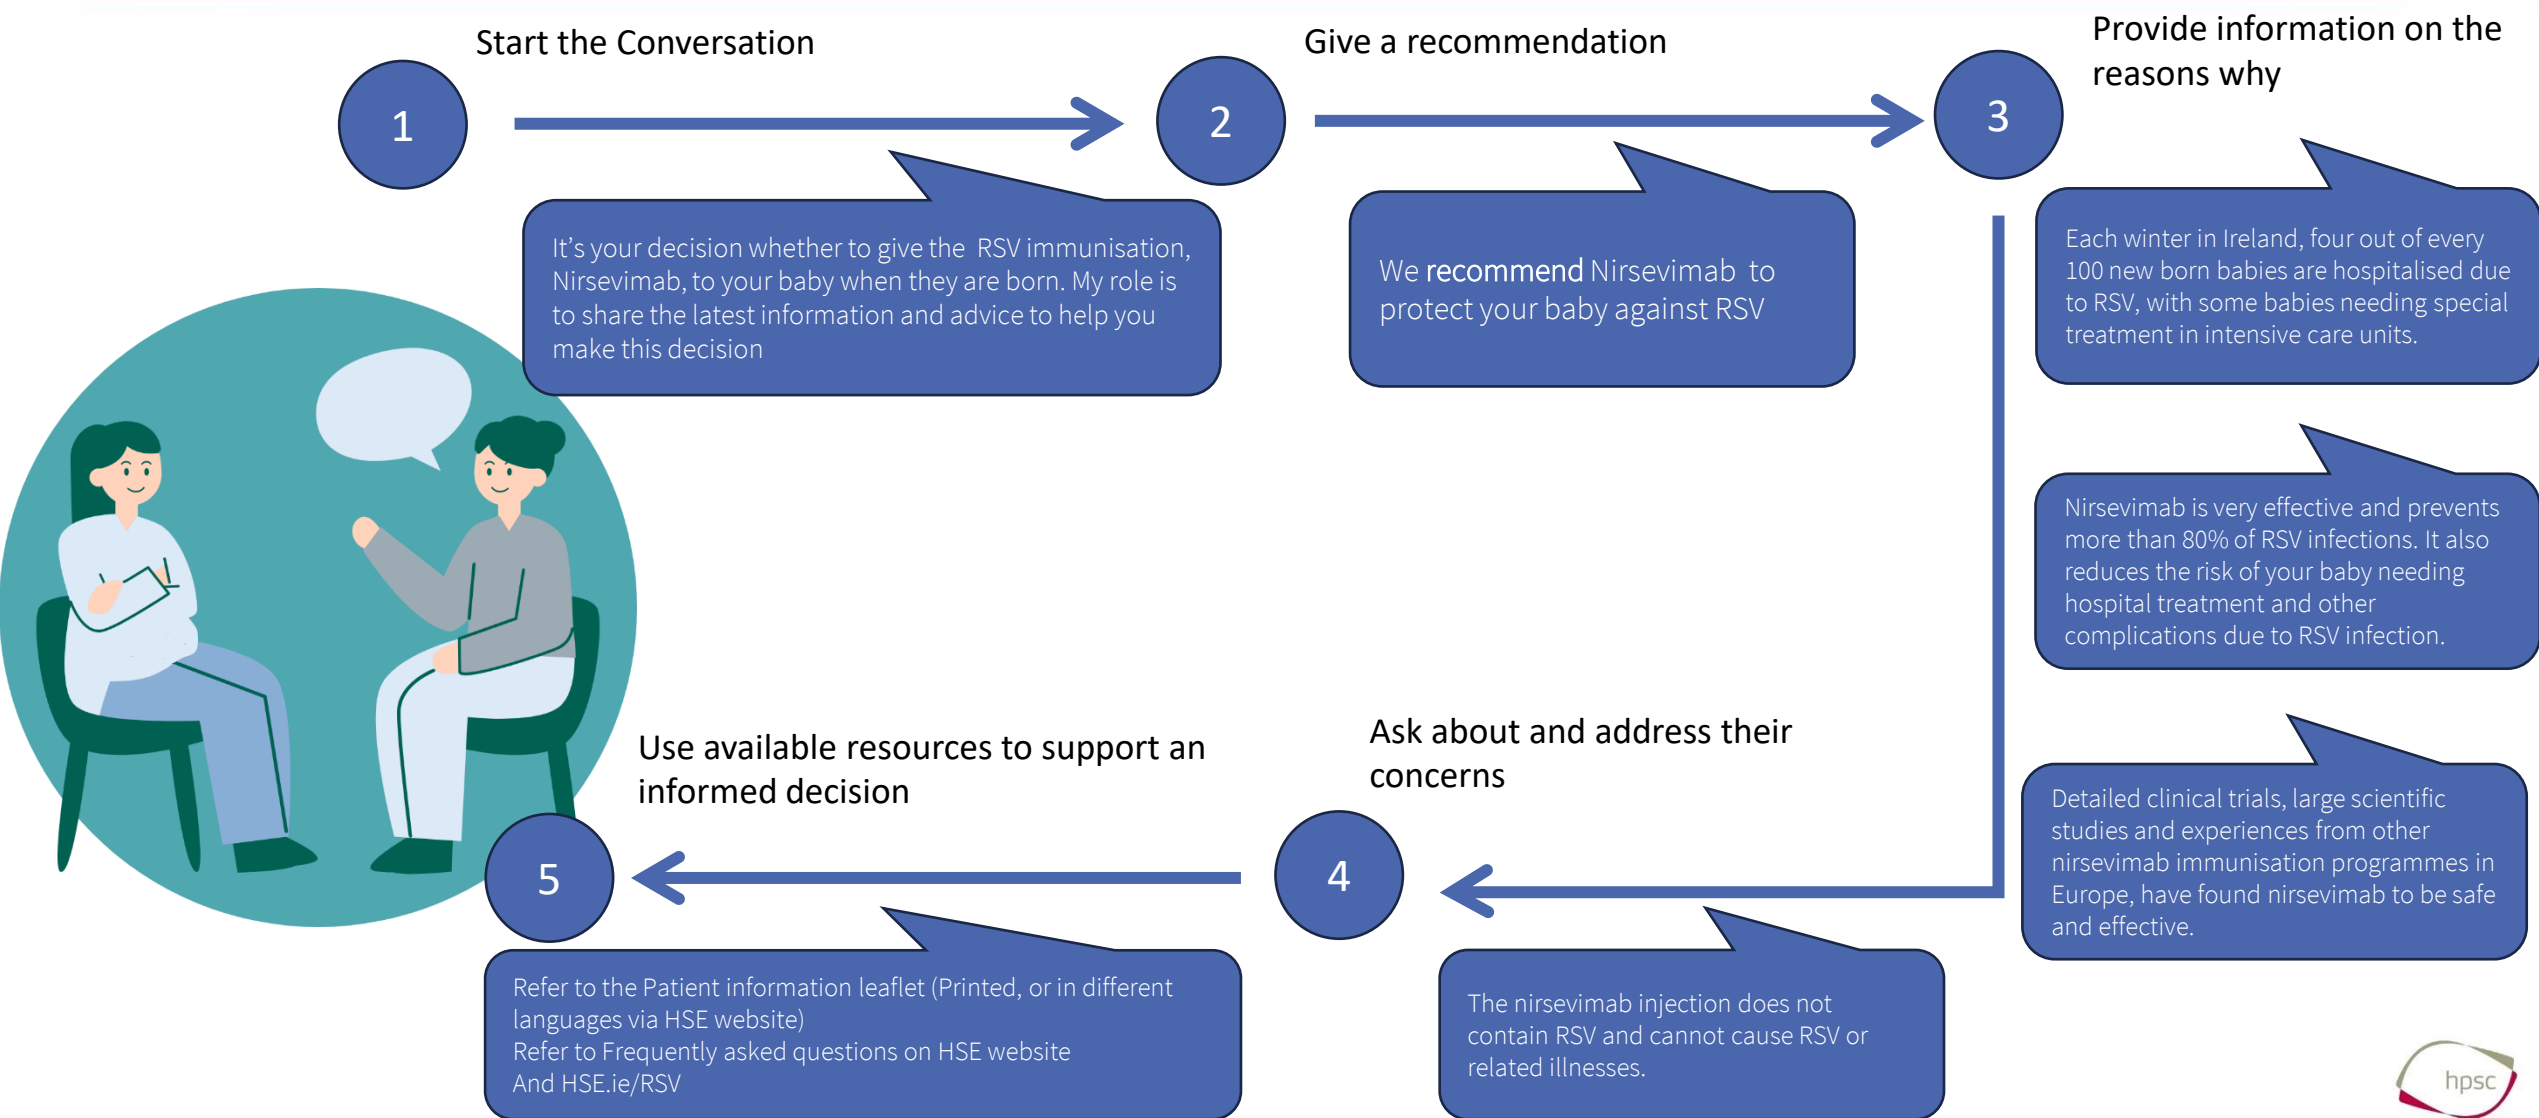 Start the Conversation
1
It's your decision whether to give the RSV immunisation,
Nirsevimab, to your baby when they are born. My role is
to share the latest information and advice to help you
make this decision
Give a recommendation
2
We recommend Nirsevimab to
protect your baby against RSV
Provide information on the
reasons why
3
Each winter in Ireland, four out of every
100 new born babies are hospitalised due
to RSV, with some babies needing special
treatment in intensive care units.
Nirsevimab is very effective and prevents
more than 80% of RSV infections. It also
reduces the risk of your baby needing
hospital treatment and other
complications due to RSV infection.
Detailed clinical trials, large scientific
studies and experiences from other
nirsevimab immunisation programmes in
Europe, have found nirsevimab to be safe
and effective.
Ask about and address their
concerns
4
The nirsevimab injection does not
contain RSV and cannot cause RSV or
related illnesses.
Use available resources to support an
informed decision
5
Refer to the Patient information leaflet (Printed, or in different
languages via HSE website)
Refer to Frequently asked questions on HSE website
And HSE.ie/RSV
hpsc